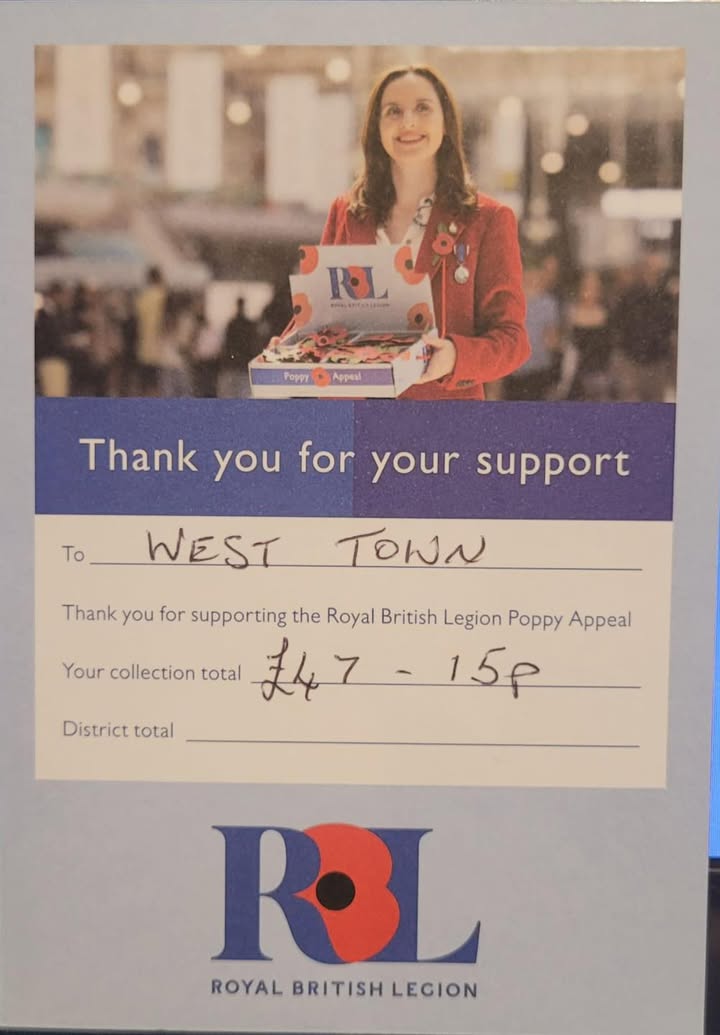 RBL
ROYAL BRITISH LEGION
Poppy Appeal
Thank you for your support
To WEST TOWN
Thank you for supporting the Royal British Legion Poppy Appeal
Your collection total £47 - 15p
District total
RBL
ROYAL BRITISH LEGION